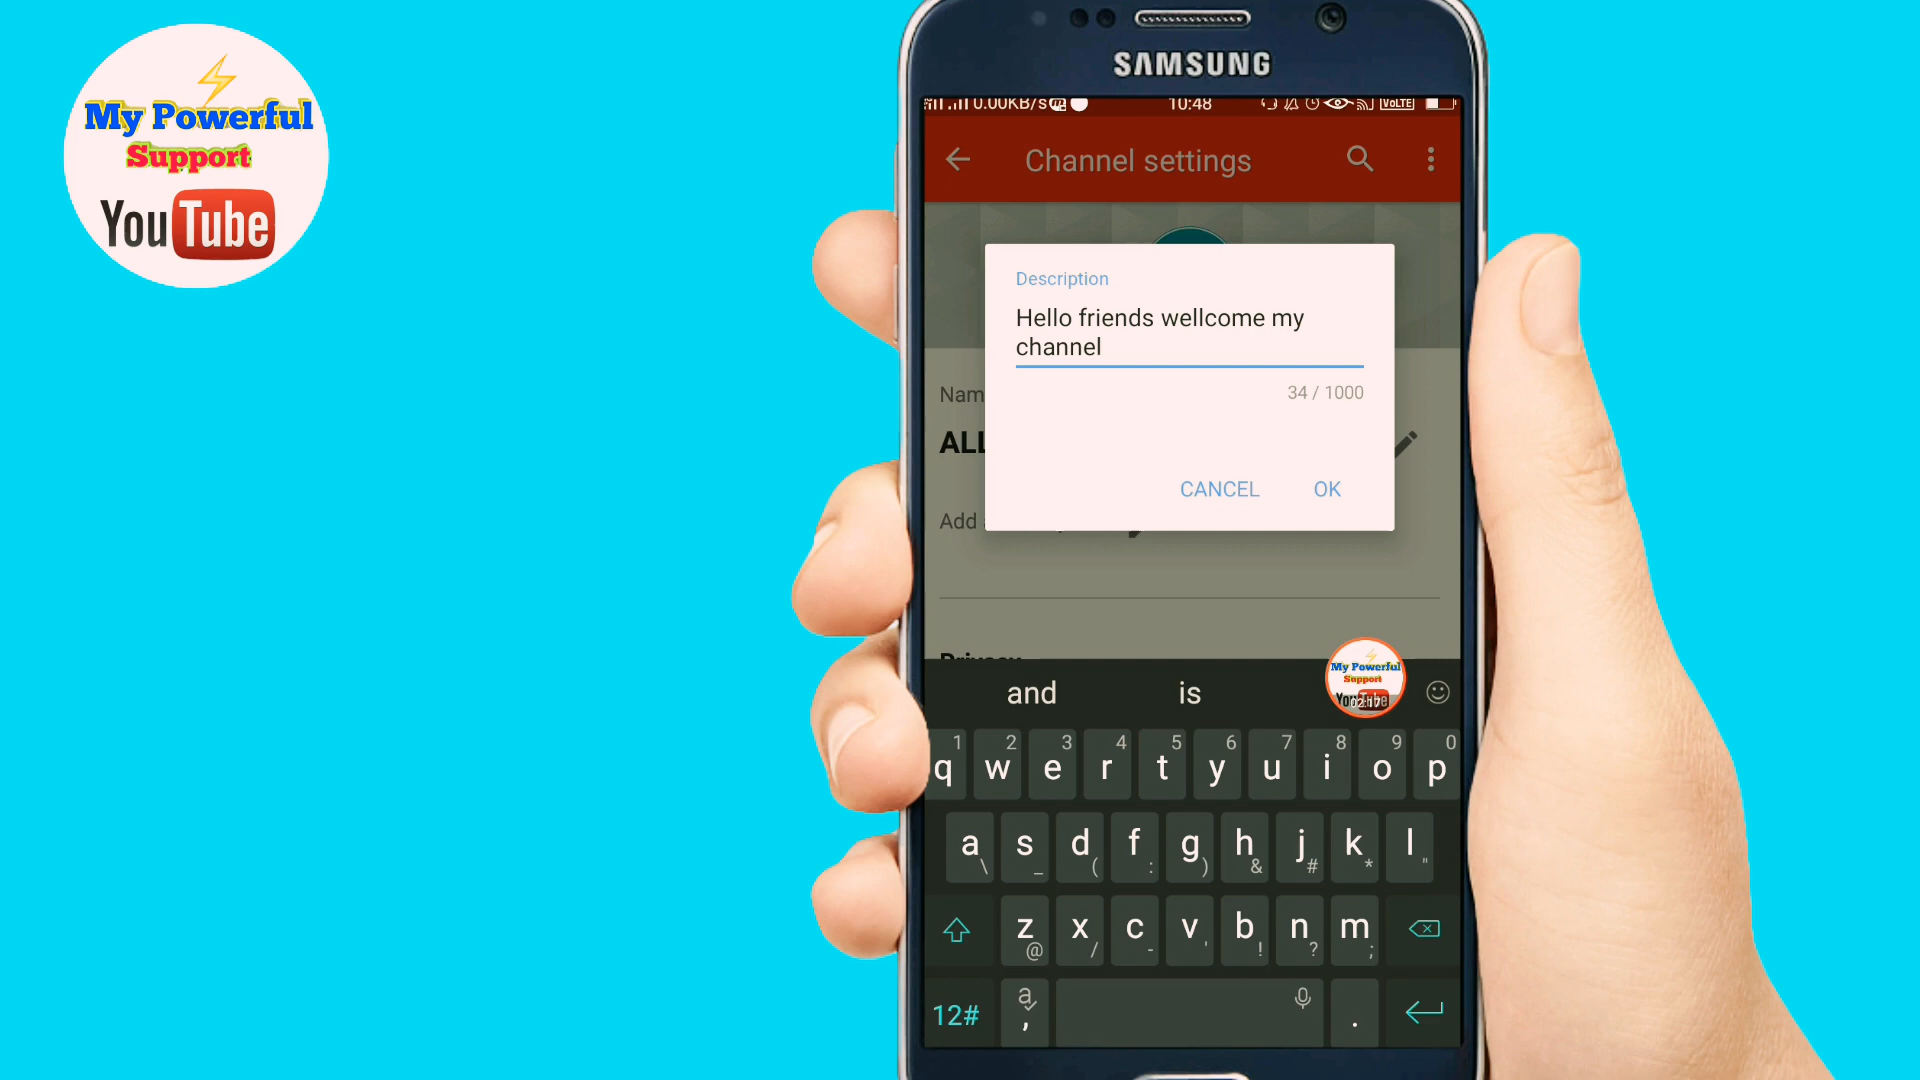 My Powerful
Support
YouTube
SAMSUNG
0.00KB/s 10:48 VoLTE
Channel settings
Description
Hello friends wellcome my
channel
34 / 1000
Nam
ALL
CANCEL OK
Add
Privacy
My Powerful
Support
YouTube
02:17
and is
1 2 3 4 5 6 7 8 9 0
q w e r t y u i o p
a s d f g h j k l
\ _ ( : ) & # * "
z x c v b n m
@ / - ' ! ? ;
12# a , .